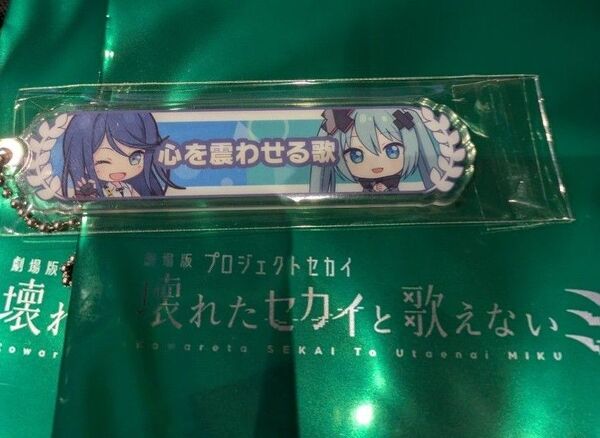 心を震わせる歌
劇場版
壊れ
Kowar
劇場版 プロジェクトセカイ
壊れたセカイと歌えない
Kowareta SEKAI To Utaenai MIKU